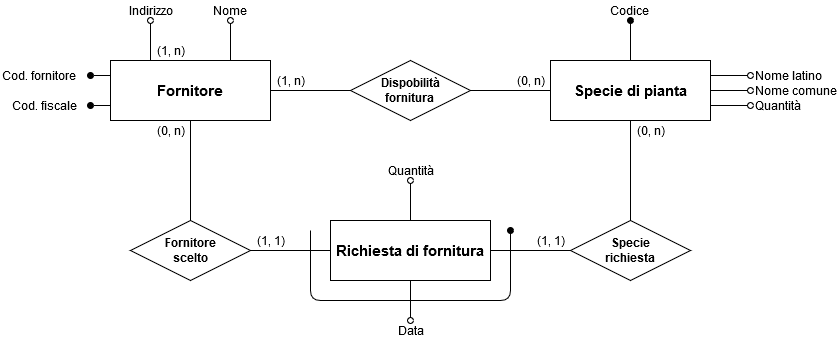 Indirizzo
Nome
Codice
(1, n)
Cod. fornitore
Cod. fiscale
Fornitore
(1, n)
Dispobilità
fornitura
(0, n)
Specie di pianta
Nome latino
Nome comune
Quantità
(0, n)
(0, n)
Quantità
Fornitore
scelto
(1, 1)
Richiesta di fornitura
(1, 1)
Specie
richiesta
Data